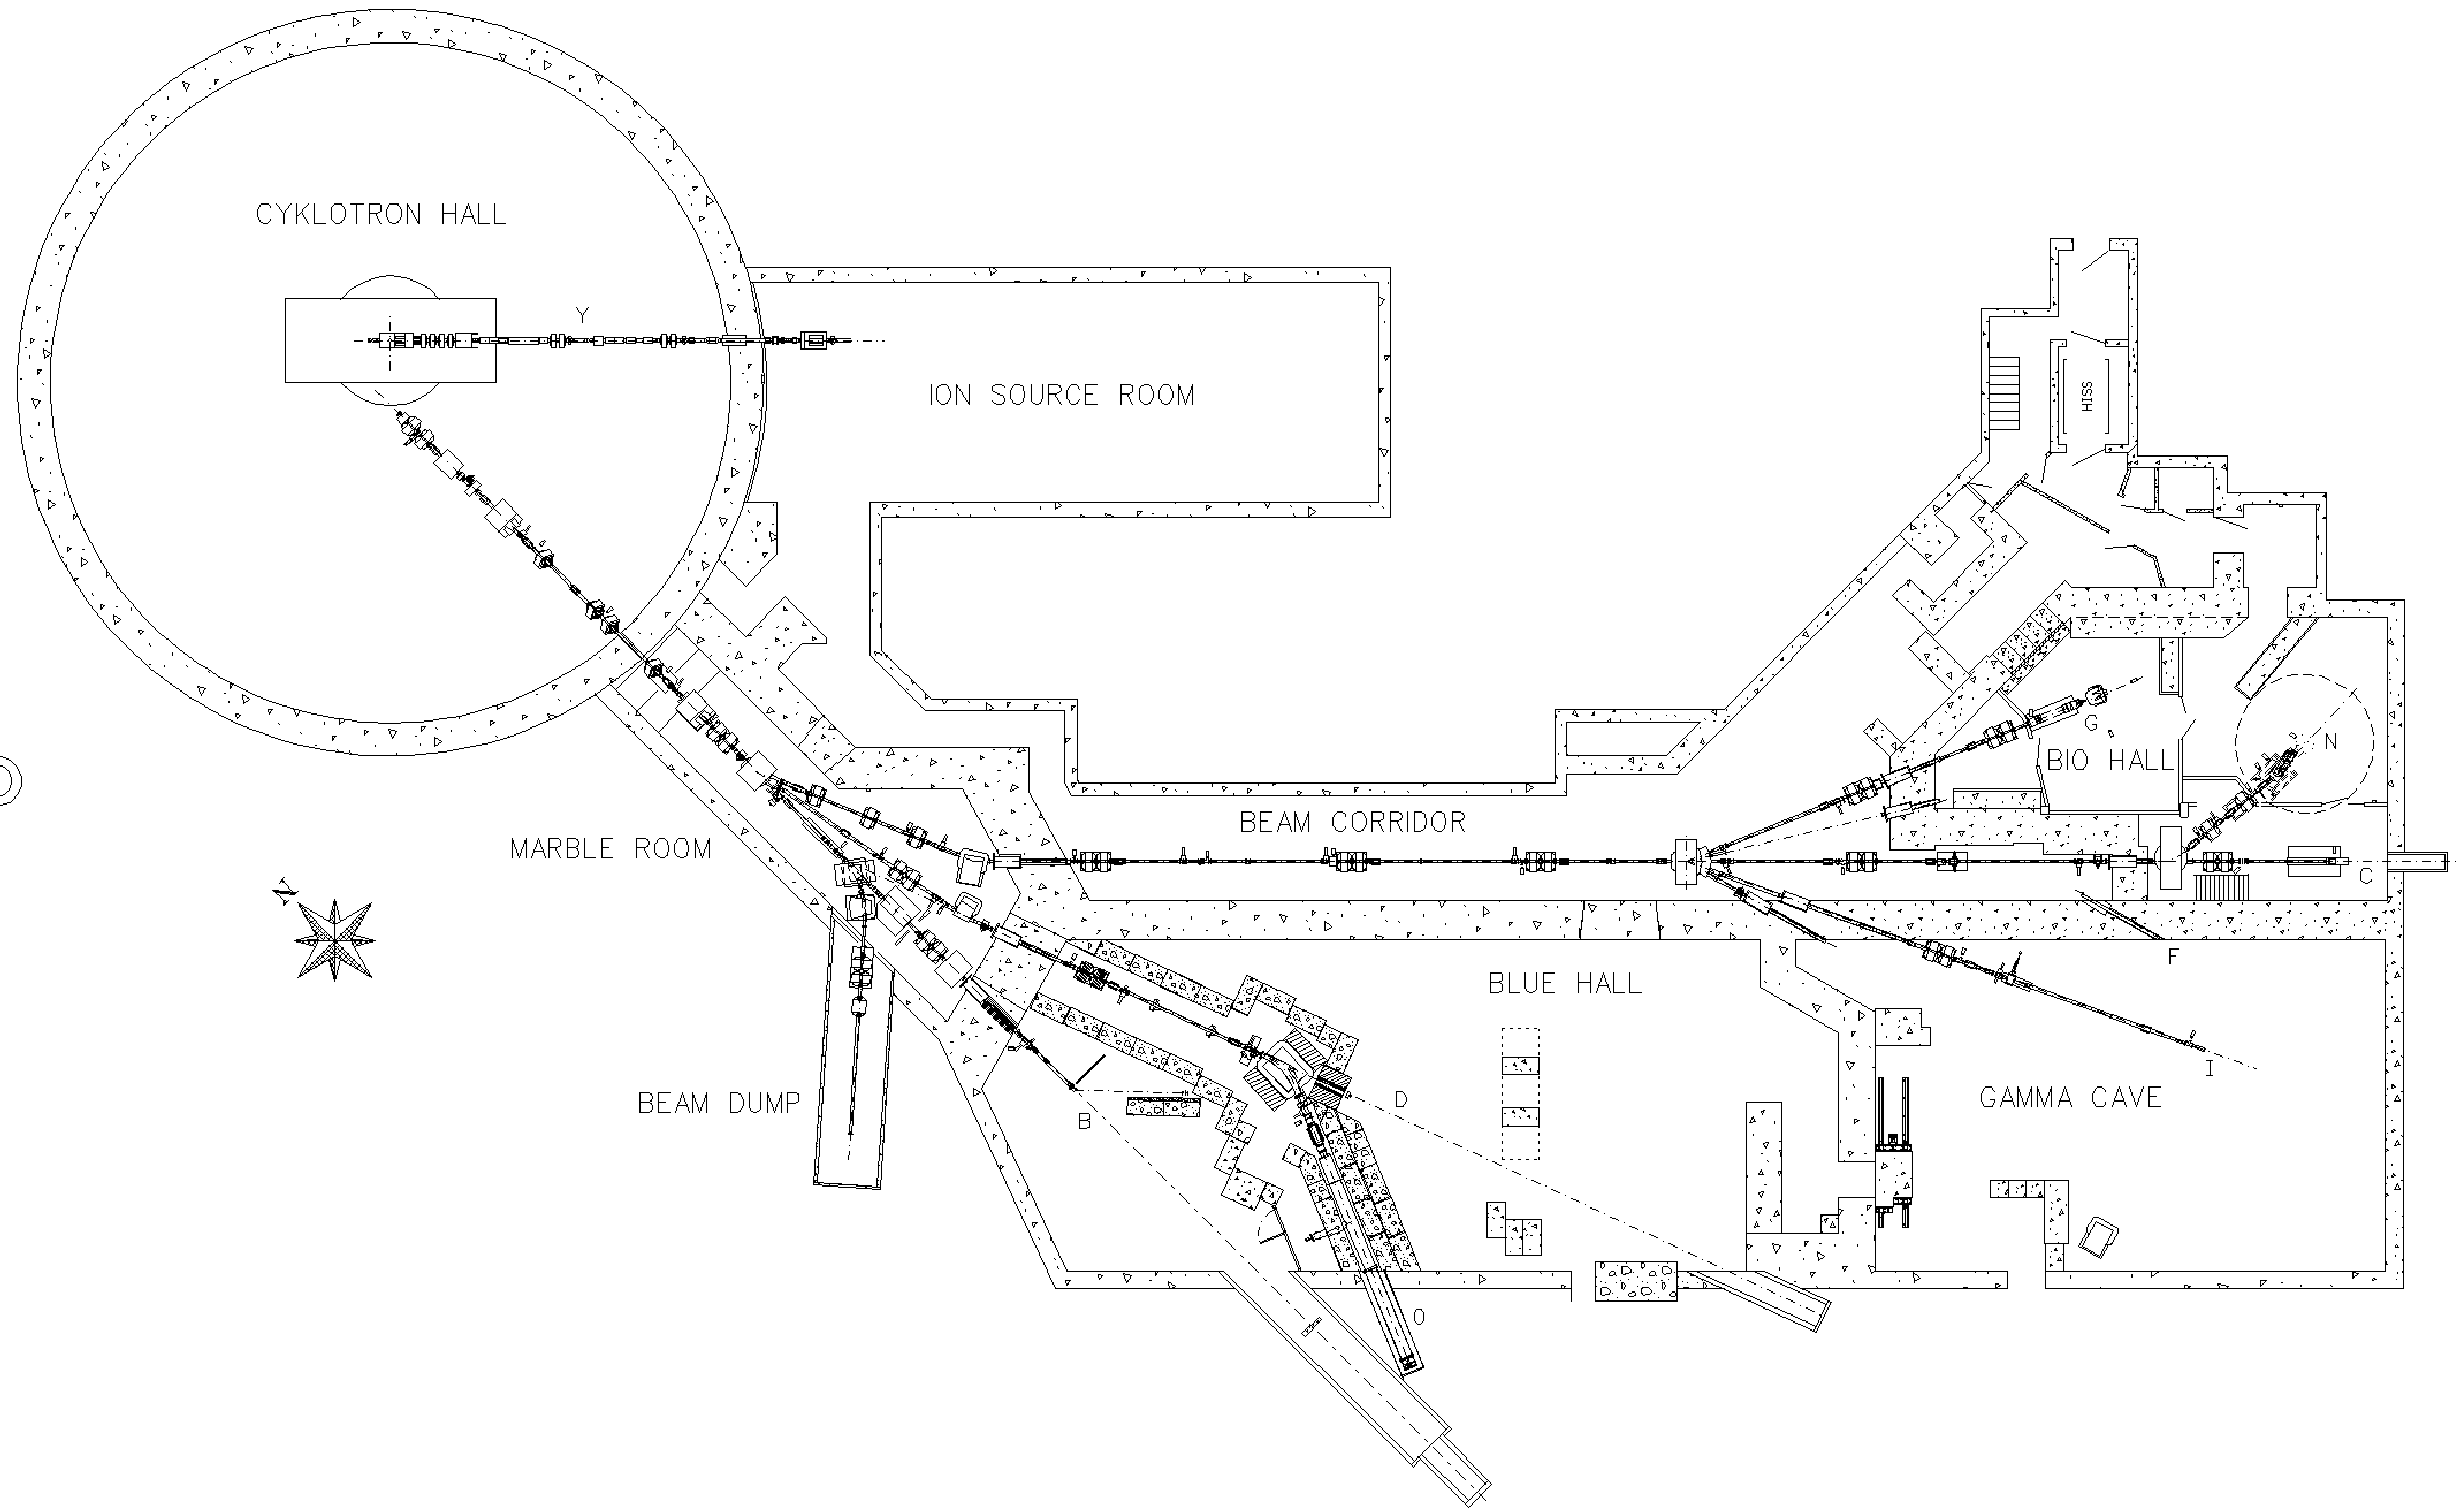 CYKLOTRON HALL
Y
ION SOURCE ROOM
HISS
G
N
BIO HALL
BEAM CORRIDOR
MARBLE ROOM
C
N
F
BLUE HALL
I
GAMMA CAVE
D
BEAM DUMP
B
O